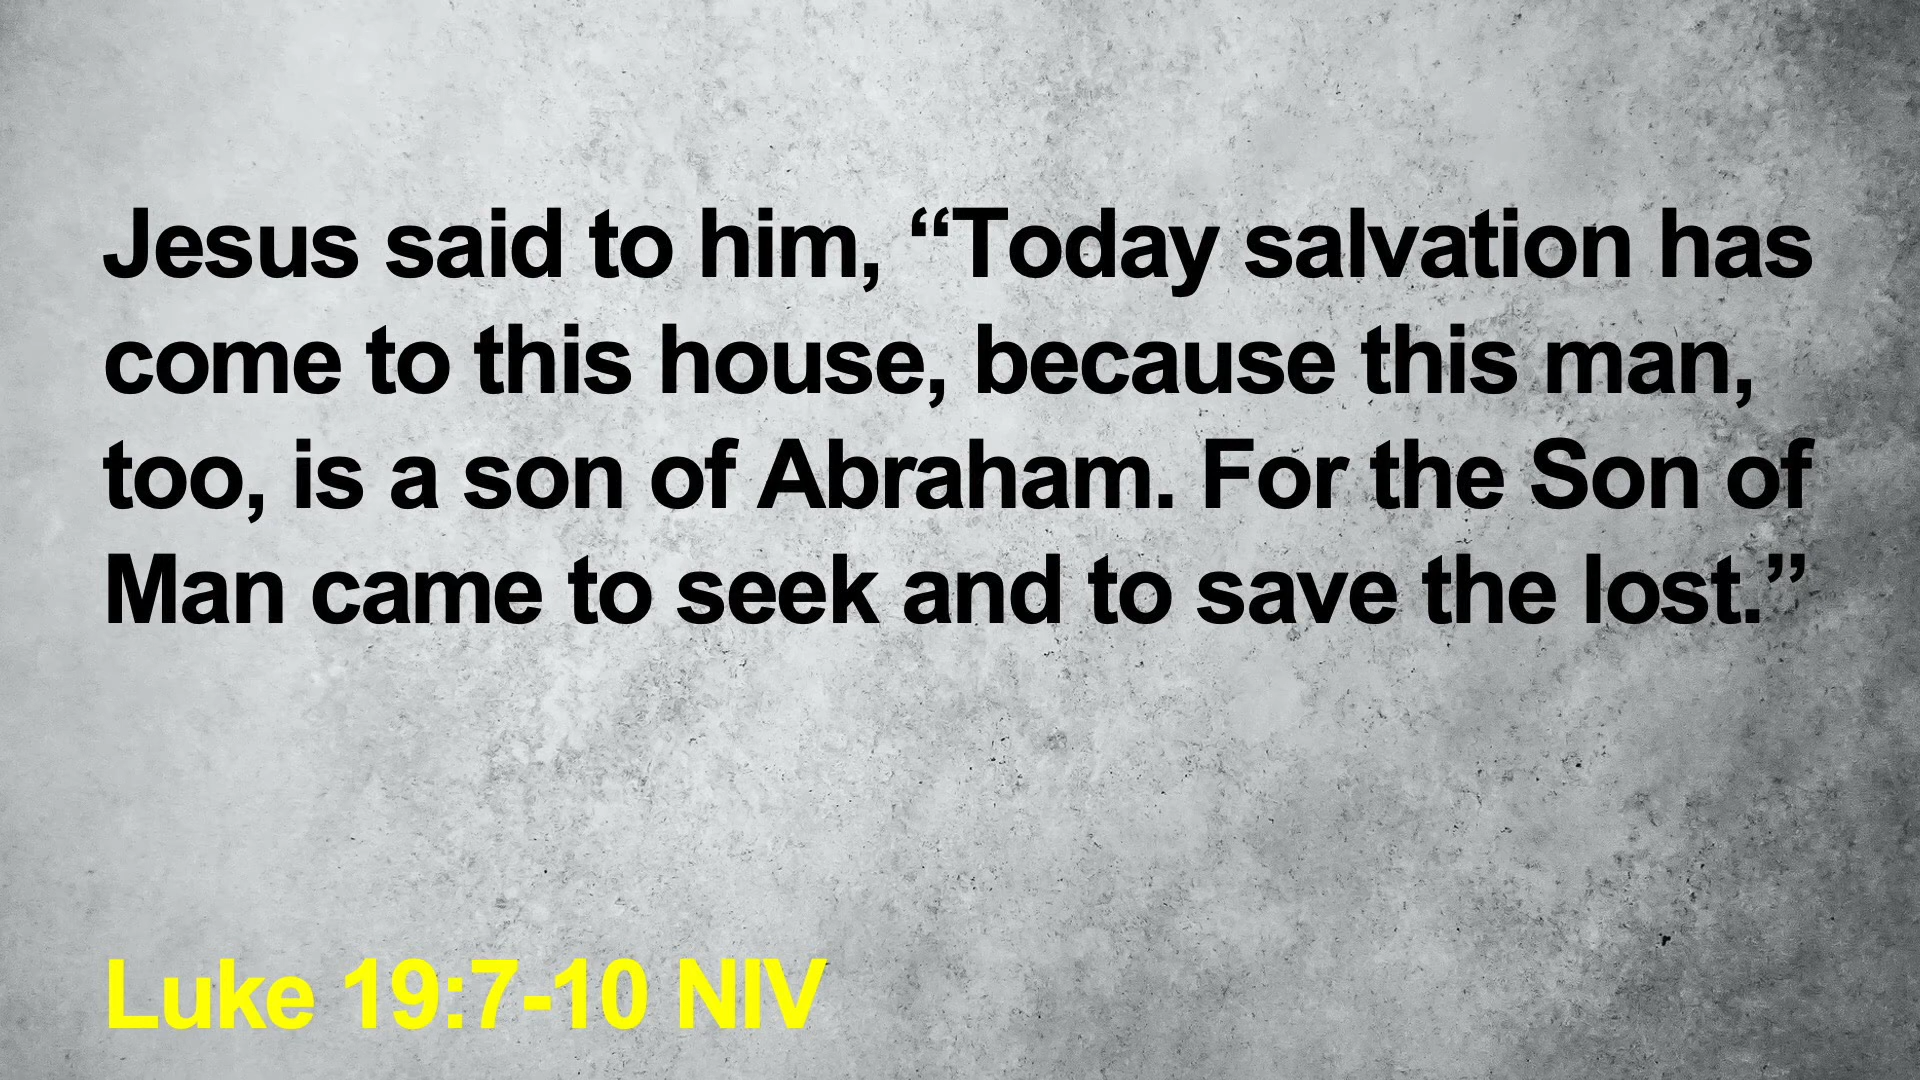 Jesus said to him, “Today salvation has
come to this house, because this man,
too, is a son of Abraham. For the Son of
Man came to seek and to save the lost.”
Luke 19:7-10 NIV